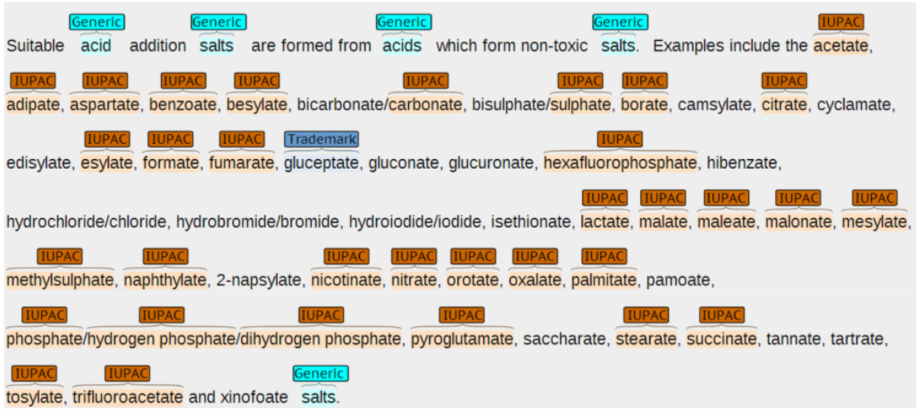 Generic Generic Generic Generic IUPAC
Suitable acid addition salts are formed from acids which form non-toxic salts. Examples include the acetate,
IUPAC IUPAC IUPAC IUPAC IUPAC IUPAC IUPAC IUPAC
adipate, aspartate, benzoate, besylate, bicarbonate/carbonate, bisulphate/sulphate, borate, camsylate, citrate, cyclamate,
IUPAC IUPAC IUPAC Trademark IUPAC
edisylate, esylate, formate, fumarate, gluceptate, gluconate, glucuronate, hexafluorophosphate, hibenzate,
IUPAC IUPAC IUPAC IUPAC IUPAC
hydrochloride/chloride, hydrobromide/bromide, hydroiodide/iodide, isethionate, lactate, malate, maleate, malonate, mesylate,
IUPAC IUPAC IUPAC IUPAC IUPAC IUPAC IUPAC
methylsulphate, naphthylate, 2-napsylate, nicotinate, nitrate, orotate, oxalate, palmitate, pamoate,
IUPAC IUPAC IUPAC IUPAC IUPAC IUPAC
phosphate/hydrogen phosphate/dihydrogen phosphate, pyroglutamate, saccharate, stearate, succinate, tannate, tartrate,
IUPAC IUPAC Generic
tosylate, trifluoroacetate and xinofoate salts.